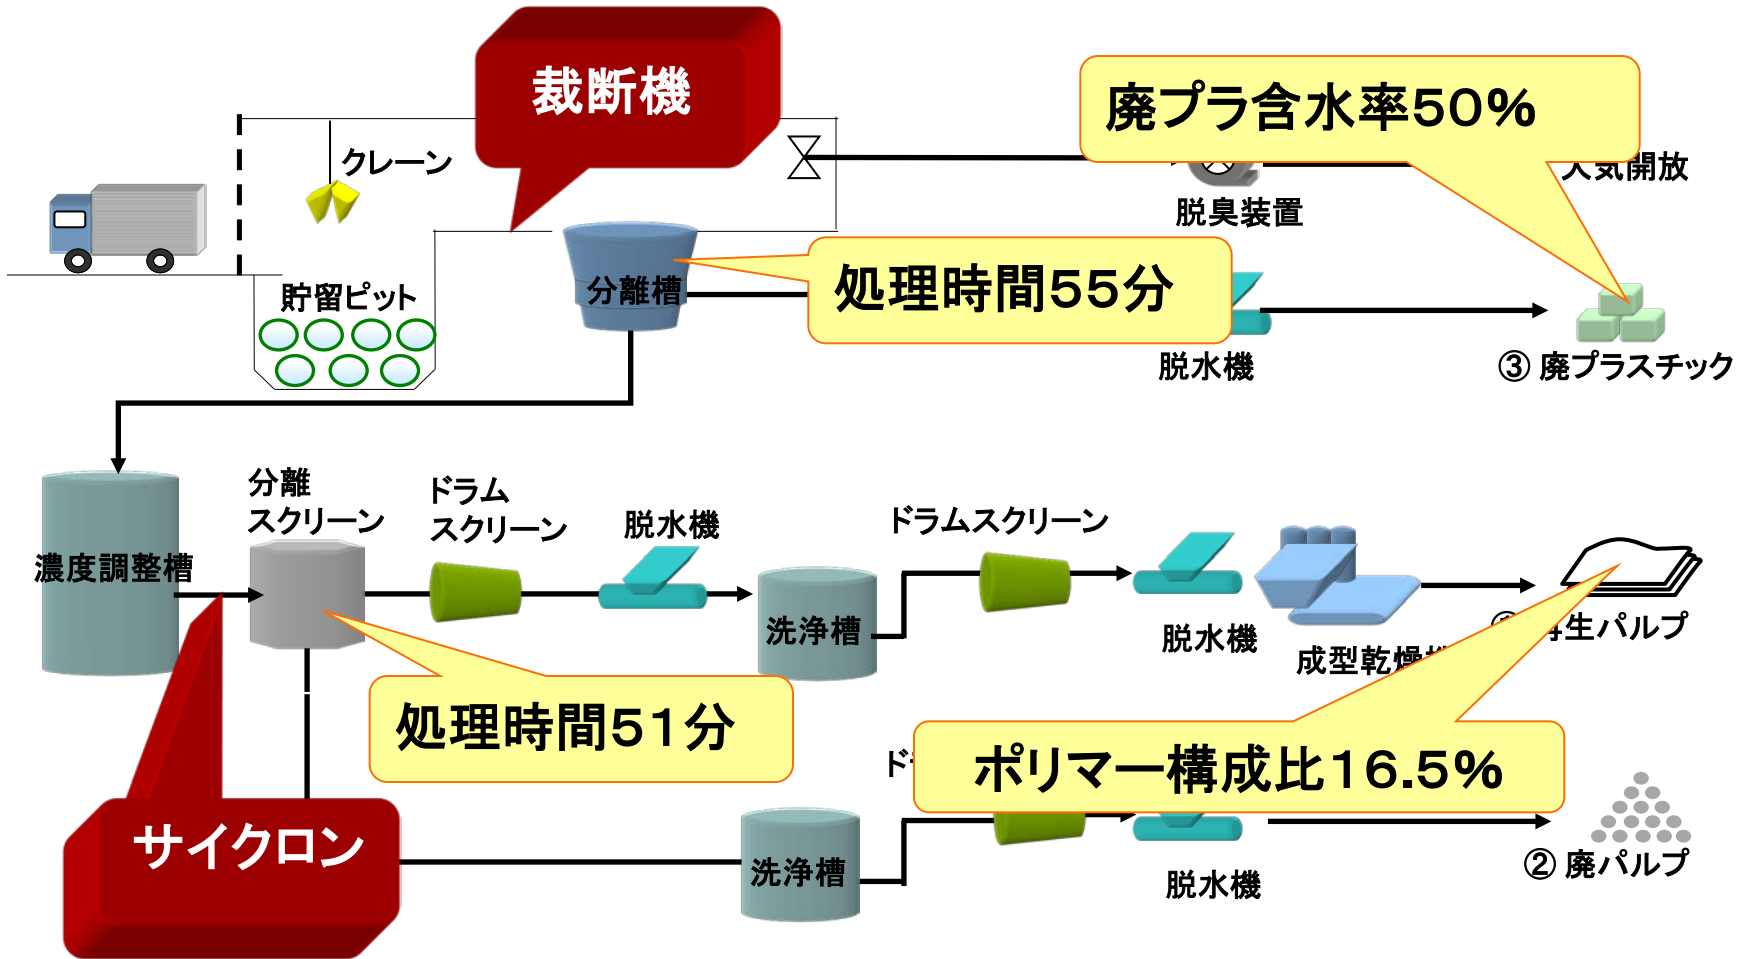 裁断機
廃プラ含水率50%
クレーン
大気開放
脱臭装置
処理時間55分
分離槽
貯留ピット
脱水機
③ 廃プラスチック
分離
スクリーン
ドラム
スクリーン
脱水機
ドラムスクリーン
濃度調整槽
洗浄槽
脱水機
再生パルプ
成型乾燥機
処理時間51分
ポリマー構成比16.5%
サイクロン
洗浄槽
脱水機
② 廃パルプ